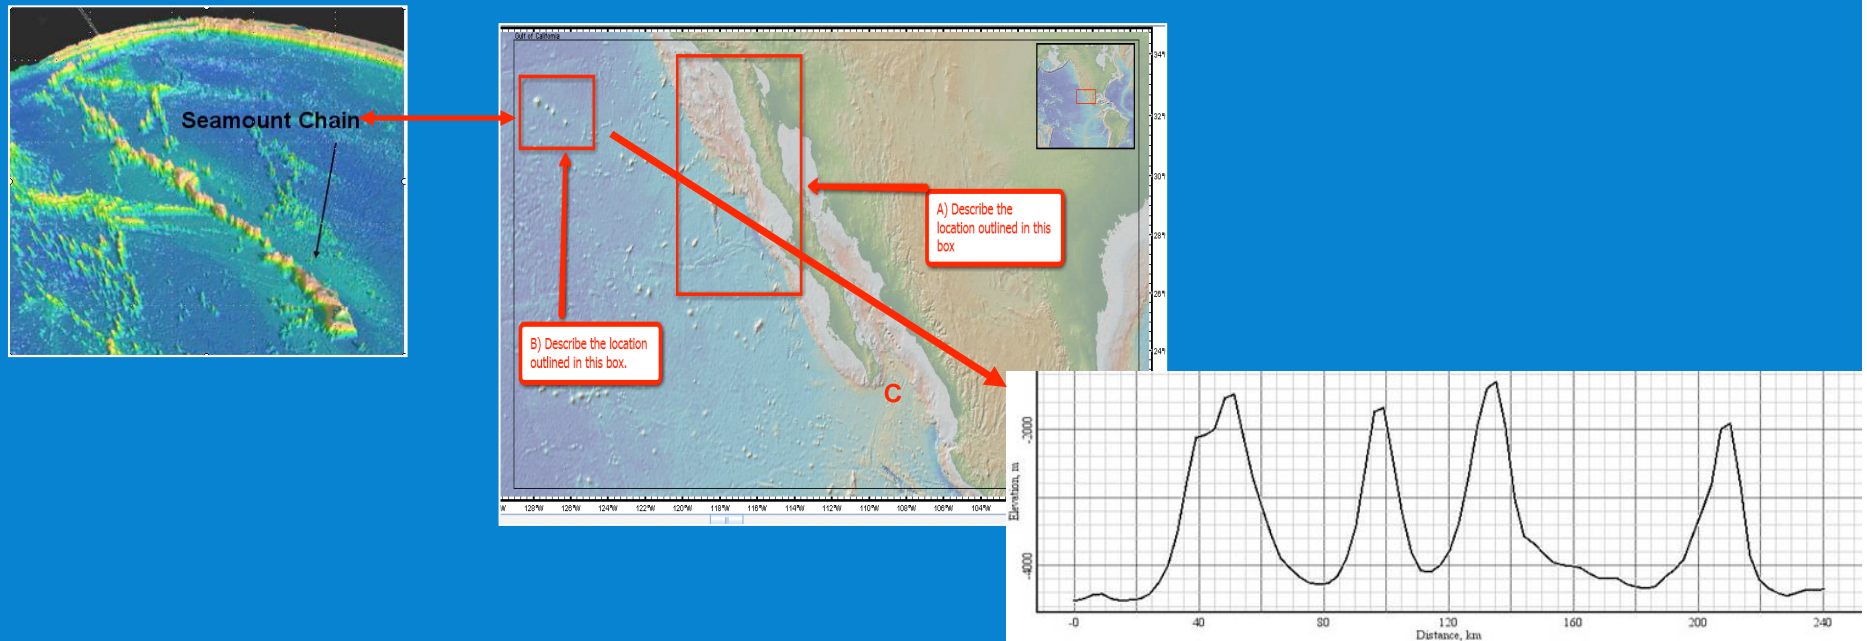 Seamount Chain
Gulf of California
34°N
32°N
30°N
28°N
26°N
24°N
A) Describe the
location outlined in this
box
B) Describe the location
outlined in this box.
C
W 128°W 126°W 124°W 122°W 120°W 118°W 116°W 114°W 112°W 110°W 108°W 106°W 104°W
Elevation, m
-2000
-4000
-0 40 80 120 160 200 240
Distance, km